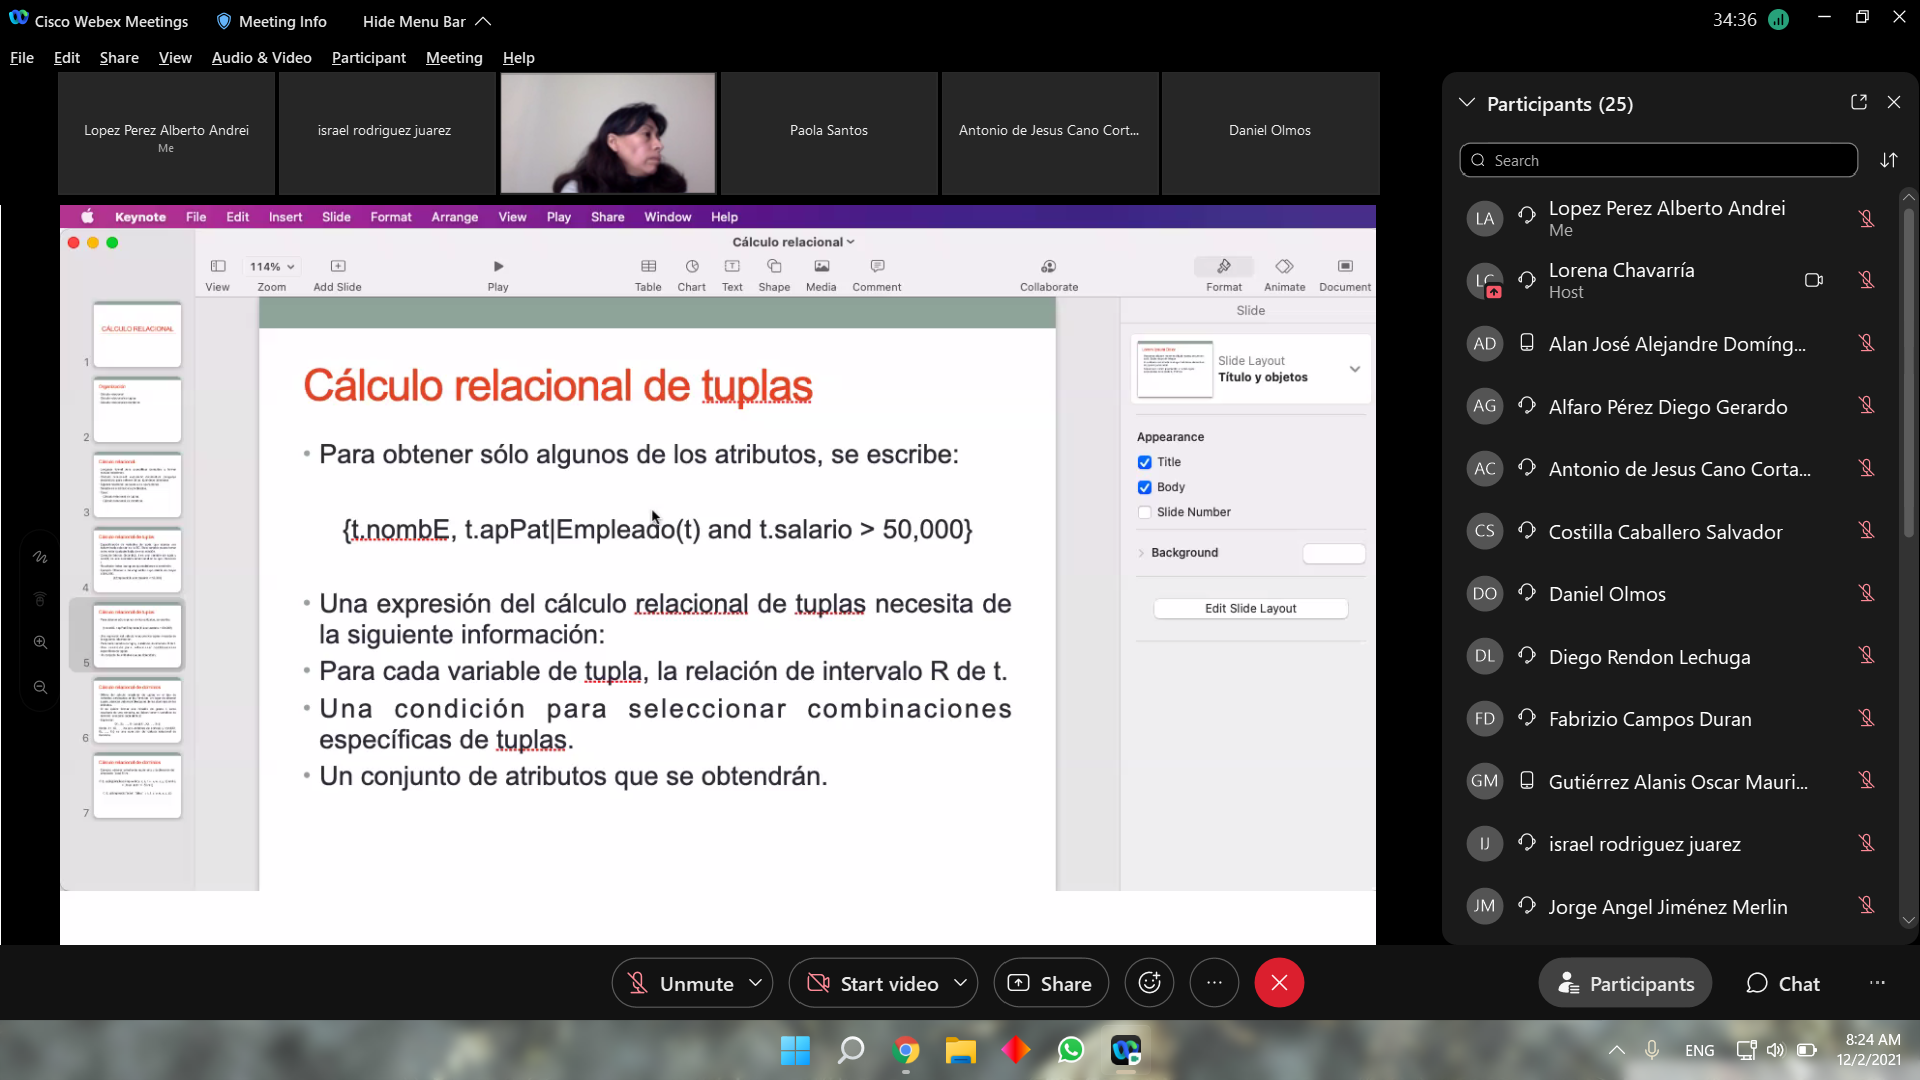 Cisco Webex Meetings
Meeting Info
Hide Menu Bar
34:36
File Edit Share View Audio & Video Participant Meeting Help
Lopez Perez Alberto Andrei
Me
israel rodriguez juarez
Paola Santos
Antonio de Jesus Cano Cort...
Daniel Olmos
Keynote File Edit Insert Slide Format Arrange View Play Share Window Help
Cálculo relacional
114%
View Zoom Add Slide Play Table Chart Text Shape Media Comment Collaborate Format Animate Document
1
CÁLCULO RELACIONAL
2
3
4
5
6
7
Cálculo relacional de tuplas
• Para obtener sólo algunos de los atributos, se escribe:
{t.nombE, t.apPat|Empleado(t) and t.salario > 50,000}
• Una expresión del cálculo relacional de tuplas necesita de
la siguiente información:
• Para cada variable de tupla, la relación de intervalo R de t.
• Una condición para seleccionar combinaciones
específicas de tuplas.
• Un conjunto de atributos que se obtendrán.
Slide
Slide Layout
Título y objetos
Appearance
Title
Body
Slide Number
Background
Edit Slide Layout
Participants (25)
Search
LA Lopez Perez Alberto Andrei
Me
LC Lorena Chavarría
Host
AD Alan José Alejandre Domíng...
AG Alfaro Pérez Diego Gerardo
AC Antonio de Jesus Cano Corta...
CS Costilla Caballero Salvador
DO Daniel Olmos
DL Diego Rendon Lechuga
FD Fabrizio Campos Duran
GM Gutiérrez Alanis Oscar Mauri...
IJ israel rodriguez juarez
JM Jorge Angel Jiménez Merlin
Unmute
Start video
Share
Participants
Chat
ENG
8:24 AM
12/2/2021